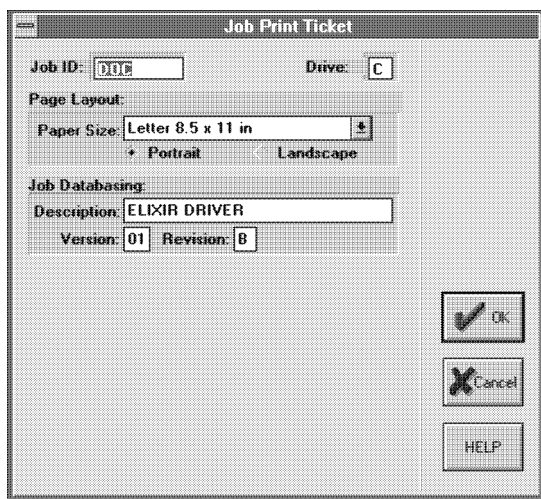 Job Print Ticket
Job ID: DDC Drive: C
Page Layout:
Paper Size: Letter 8.5 x 11 in
Portrait Landscape
Job Databasing:
Description: ELIXIR DRIVER
Version: 01 Revision: B
OK
Cancel
HELP